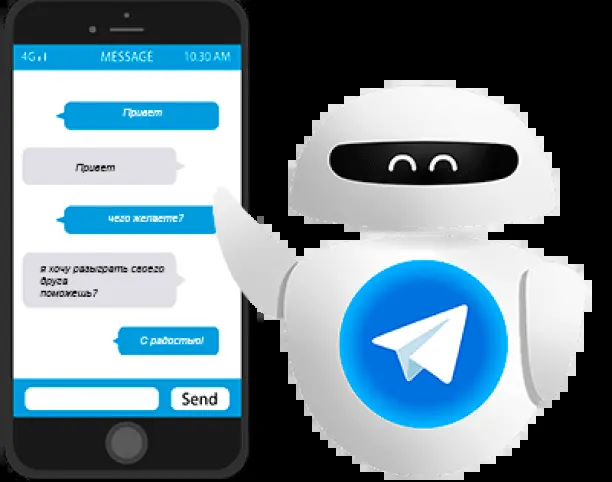 4G MESSAGE 10.30 AM
Привет
Привет
чего желаете?
я хочу разыграть своего
друга
поможешь?
С радостью!
Send